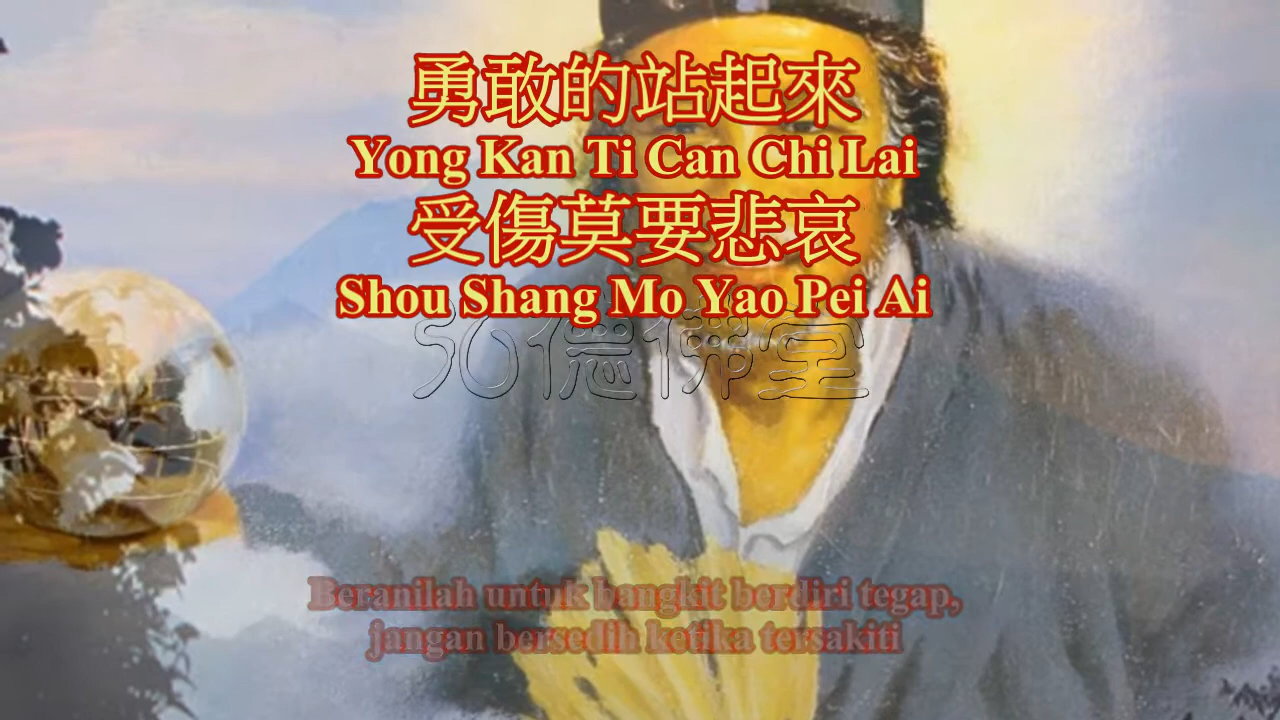 勇敢的站起來
Yong Kan Ti Can Chi Lai
受傷莫要悲哀
Shou Shang Mo Yao Pei Ai
50億佛堂
Beranilah untuk bangkit berdiri tegap,
jangan bersedih ketika tersakiti